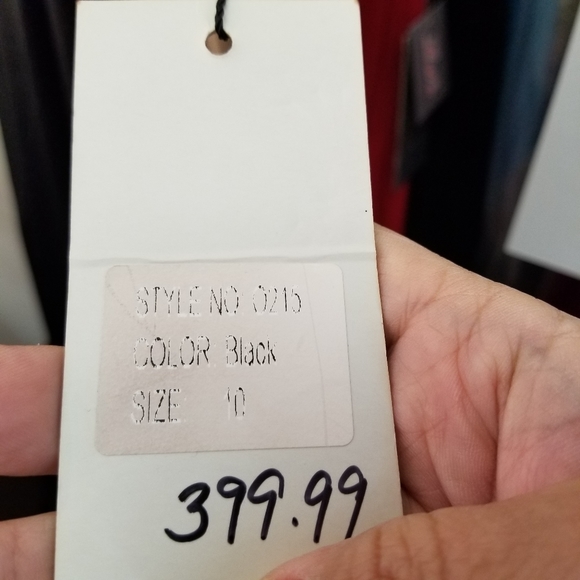 STYLE NO. 0215
COLOR. Black
SIZE. 10
399.99